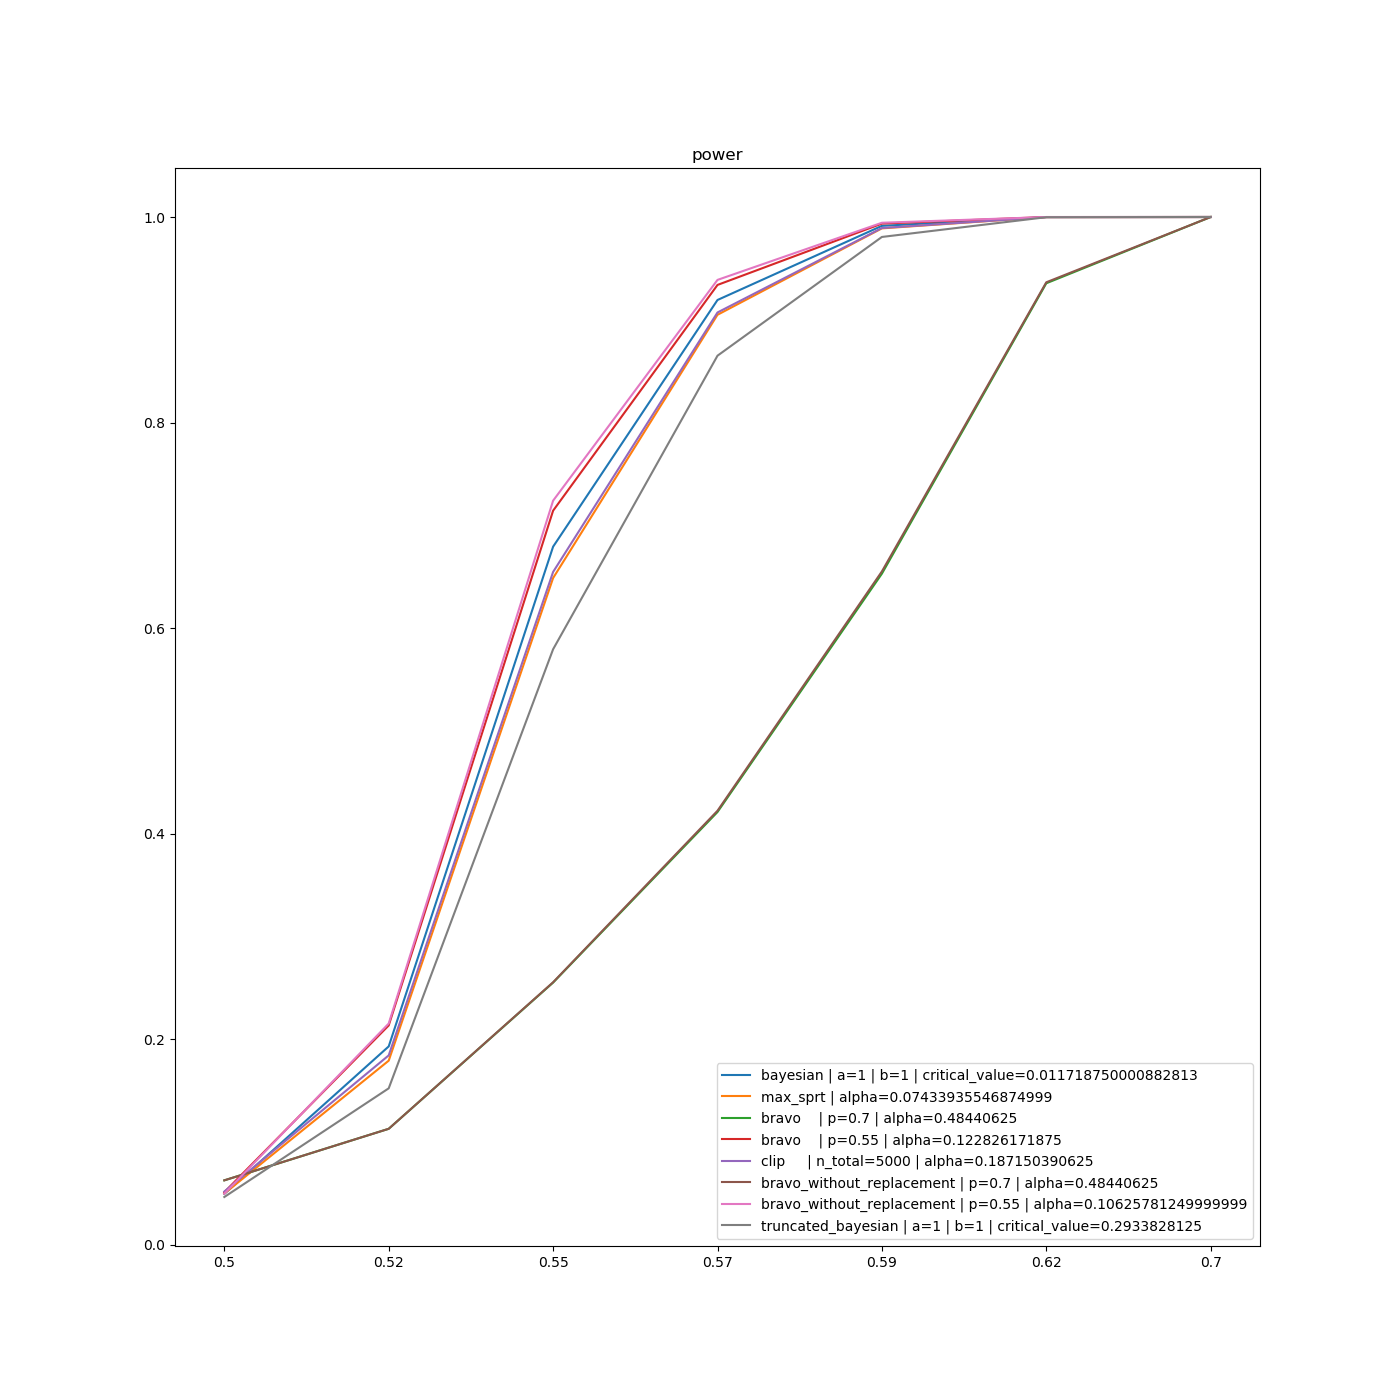 power
1.0
0.8
0.6
0.4
0.2
0.0
bayesian | a=1 | b=1 | critical_value=0.011718750000882813
max_sprt | alpha=0.07433935546874999
bravo    | p=0.7 | alpha=0.48440625
bravo    | p=0.55 | alpha=0.122826171875
clip     | n_total=5000 | alpha=0.187150390625
bravo_without_replacement | p=0.7 | alpha=0.48440625
bravo_without_replacement | p=0.55 | alpha=0.10625781249999999
truncated_bayesian | a=1 | b=1 | critical_value=0.2933828125
0.5 0.52 0.55 0.57 0.59 0.62 0.7